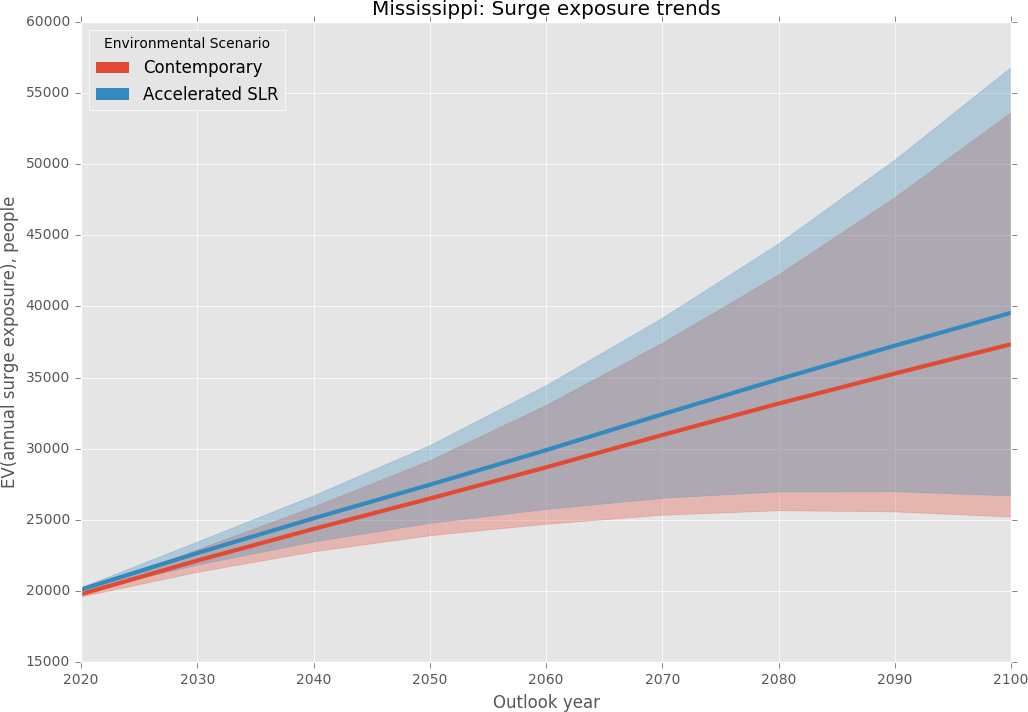 Mississippi: Surge exposure trends
Environmental Scenario
Contemporary
Accelerated SLR
EV(annual surge exposure), people
60000
55000
50000
45000
40000
35000
30000
25000
20000
15000
2020 2030 2040 2050 2060 2070 2080 2090 2100
Outlook year